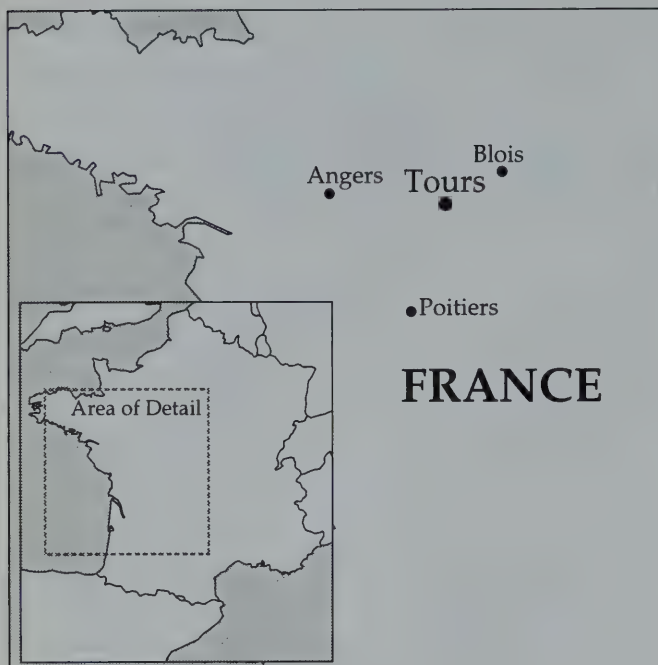 Blois
Angers
Tours
Poitiers
FRANCE
Area of Detail